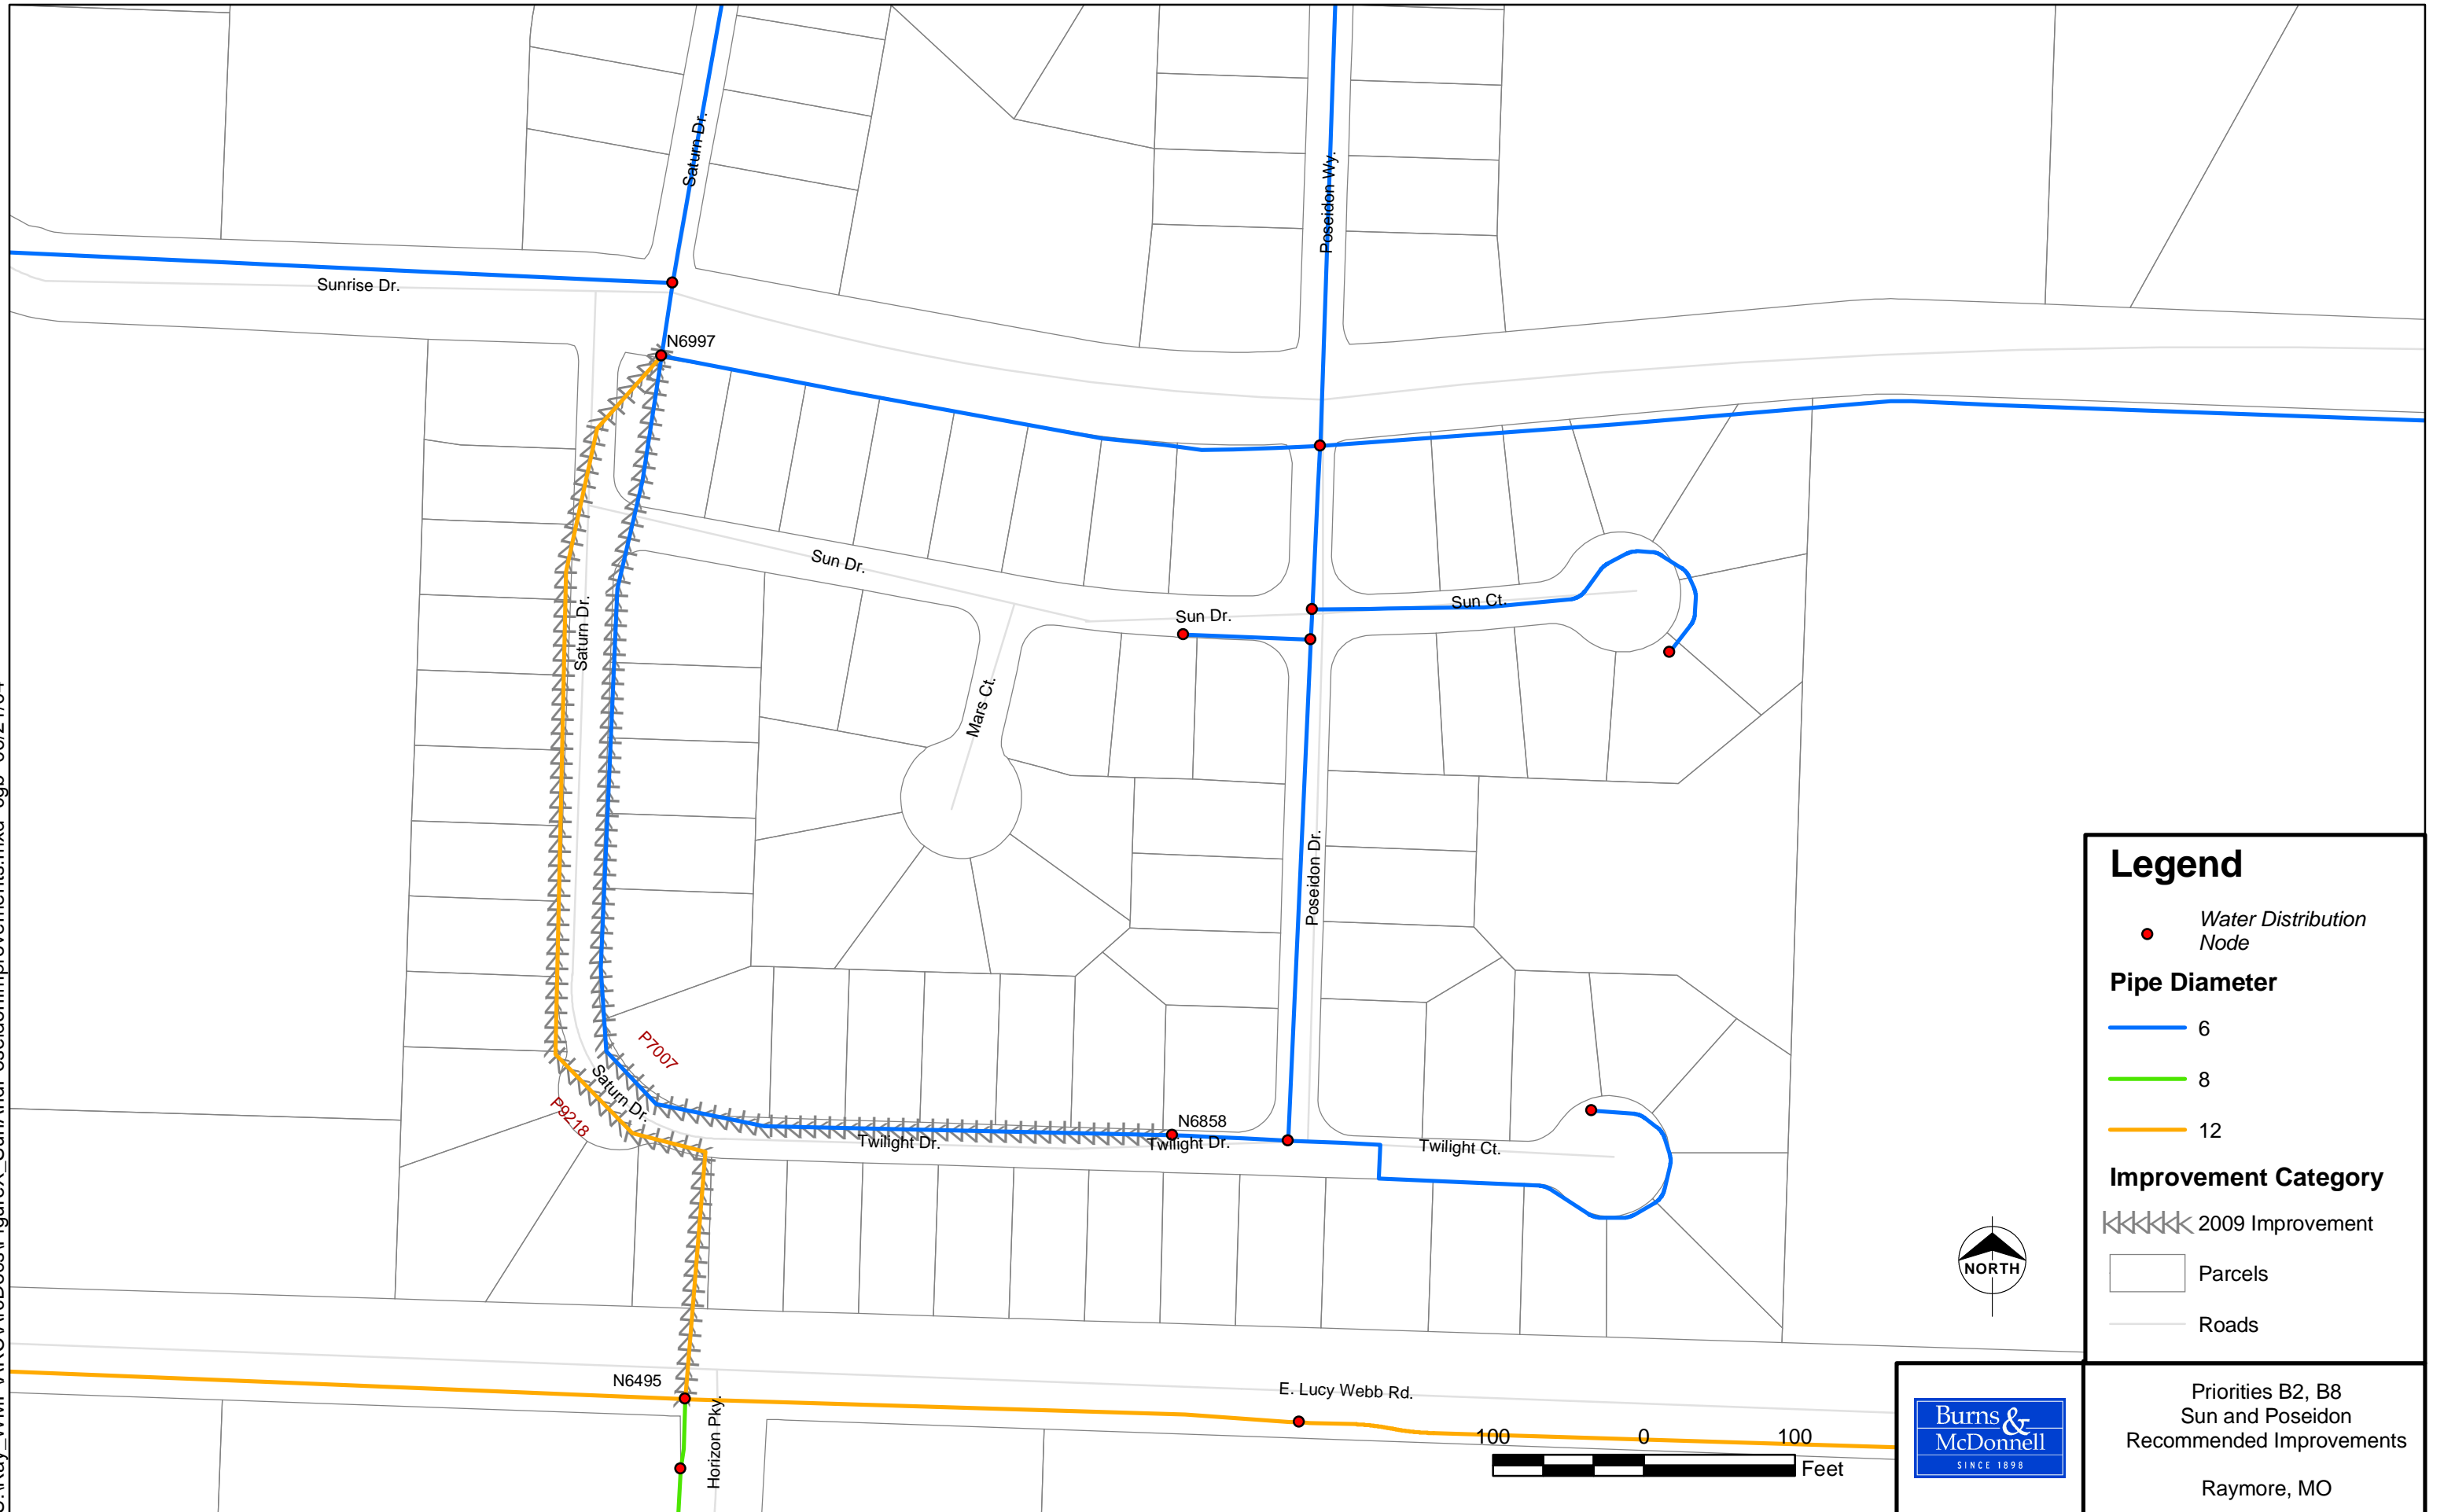 Saturn Dr.
Poseidon Wy.
Sunrise Dr.
N6997
Sun Dr.
Saturn Dr.
Sun Dr.
Sun Ct.
Mars Ct.
Poseidon Dr.
P7007
Saturn Dr.
P9218
N6858
Twilight Dr.
Twilight Dr.
Twilight Ct.
N6495
Horizon Pky.
E. Lucy Webb Rd.
NORTH
100 0 100
Feet
Legend
Water Distribution
Node
Pipe Diameter
6
8
12
Improvement Category
2009 Improvement
Parcels
Roads
Burns &
McDonnell
SINCE 1898
Priorities B2, B8
Sun and Poseidon
Recommended Improvements
Raymore, MO